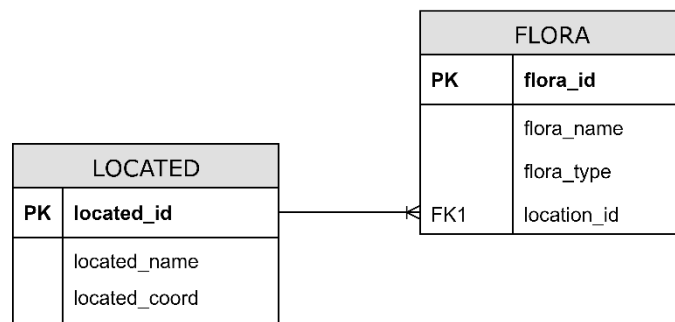 FLORA
PK flora_id
flora_name
flora_type
FK1 location_id
LOCATED
PK located_id
located_name
located_coord